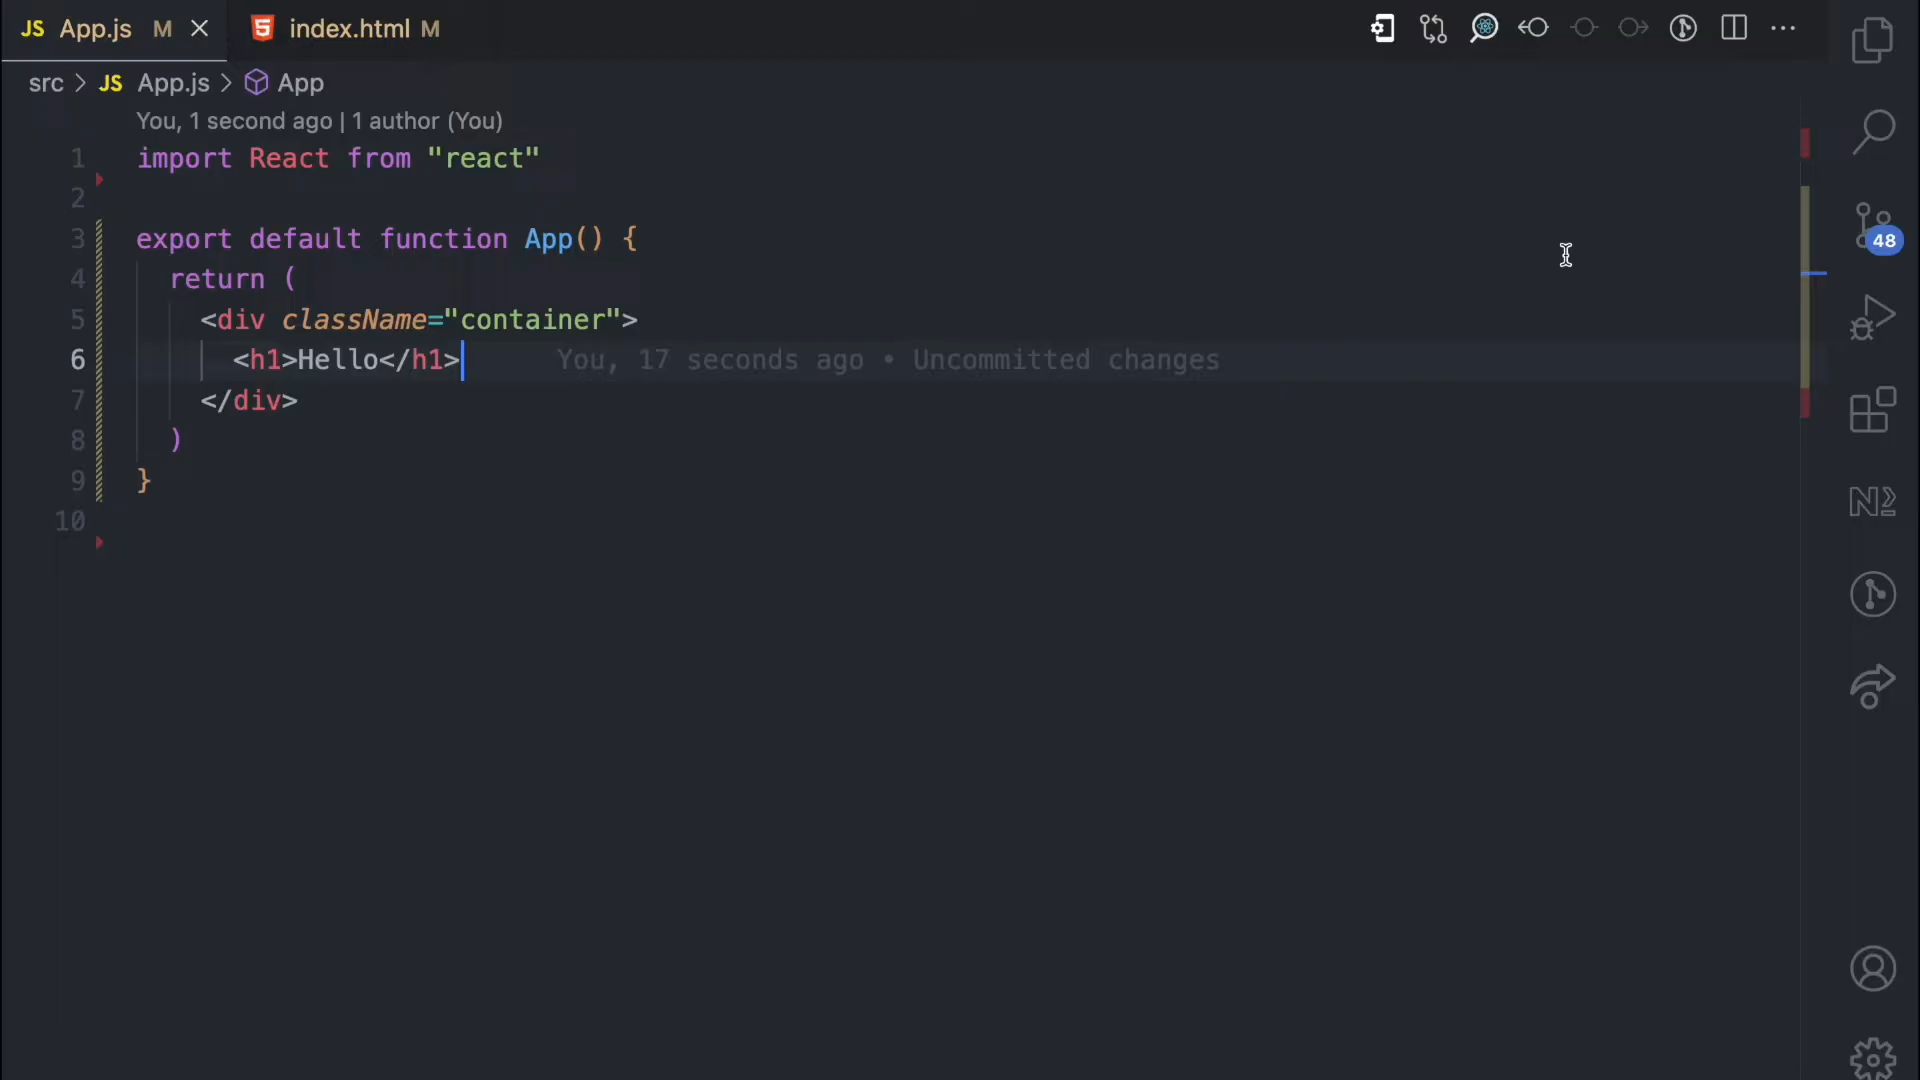 JS App.js M index.html M
src > JS App.js > App
You, 1 second ago | 1 author (You)
1 import React from "react"
2
3 export default function App() {
4 return (
5 <div className="container">
6 <h1>Hello</h1> You, 17 seconds ago • Uncommitted changes
7 </div>
8 )
9 }
10
48